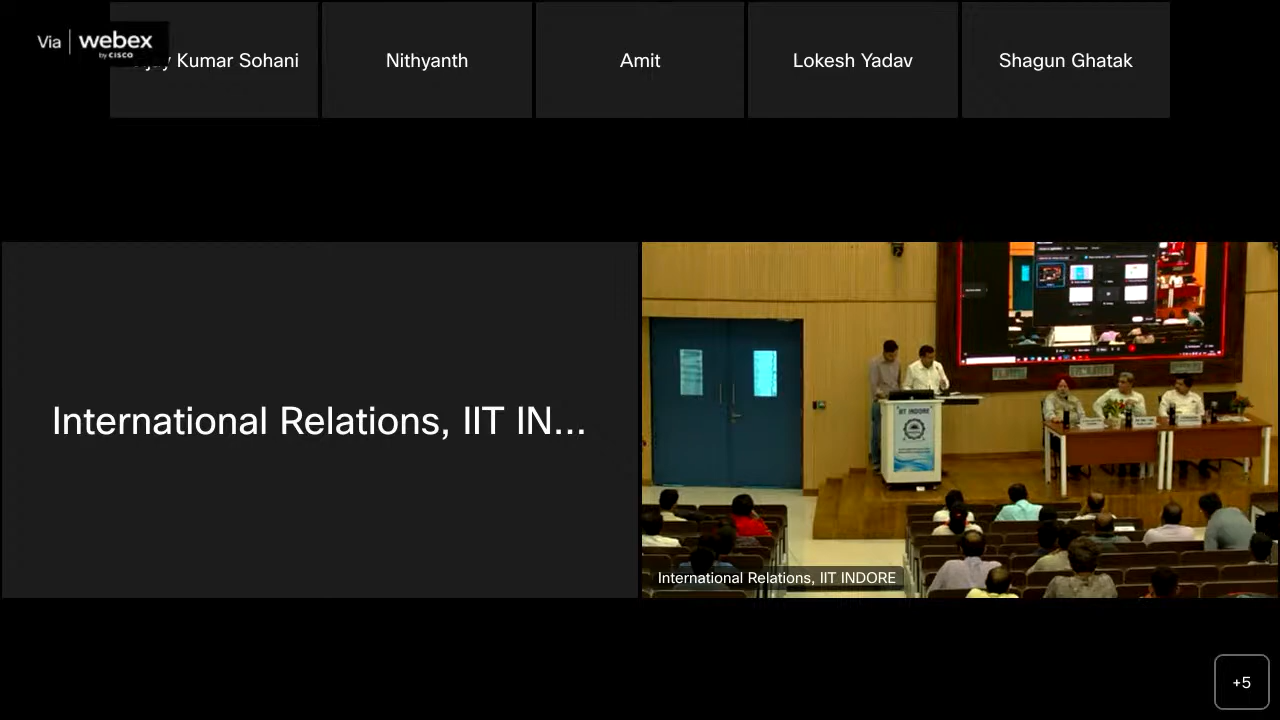 Via | webex
by CISCO
Kumar Sohani
Nithyanth
Amit
Lokesh Yadav
Shagun Ghatak
International Relations, IIT IN...
IIT INDORE
International Relations, IIT INDORE
+5